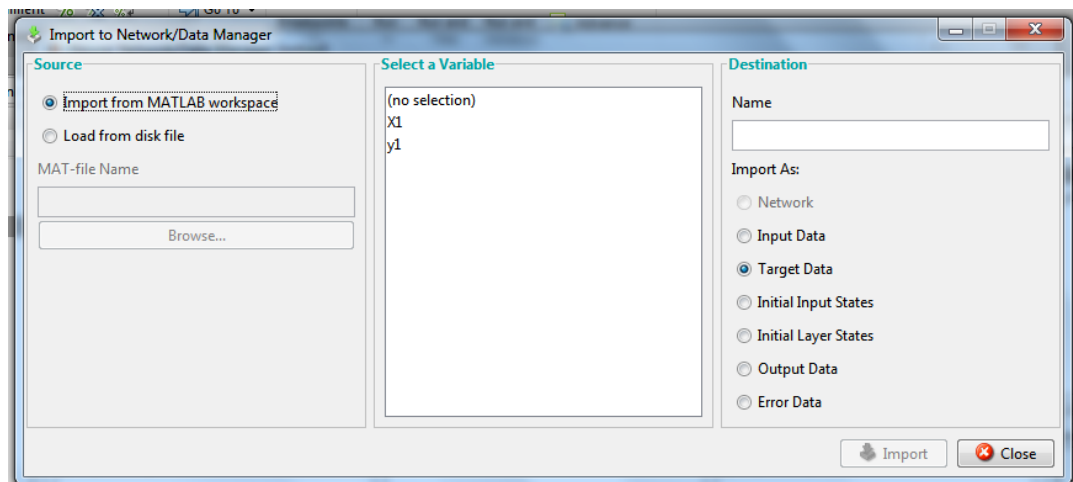 Go To
Import to Network/Data Manager
Source
Import from MATLAB workspace
Load from disk file
MAT-file Name
Browse...
Select a Variable
(no selection)
X1
y1
Destination
Name
Import As:
Network
Input Data
Target Data
Initial Input States
Initial Layer States
Output Data
Error Data
Import
Close